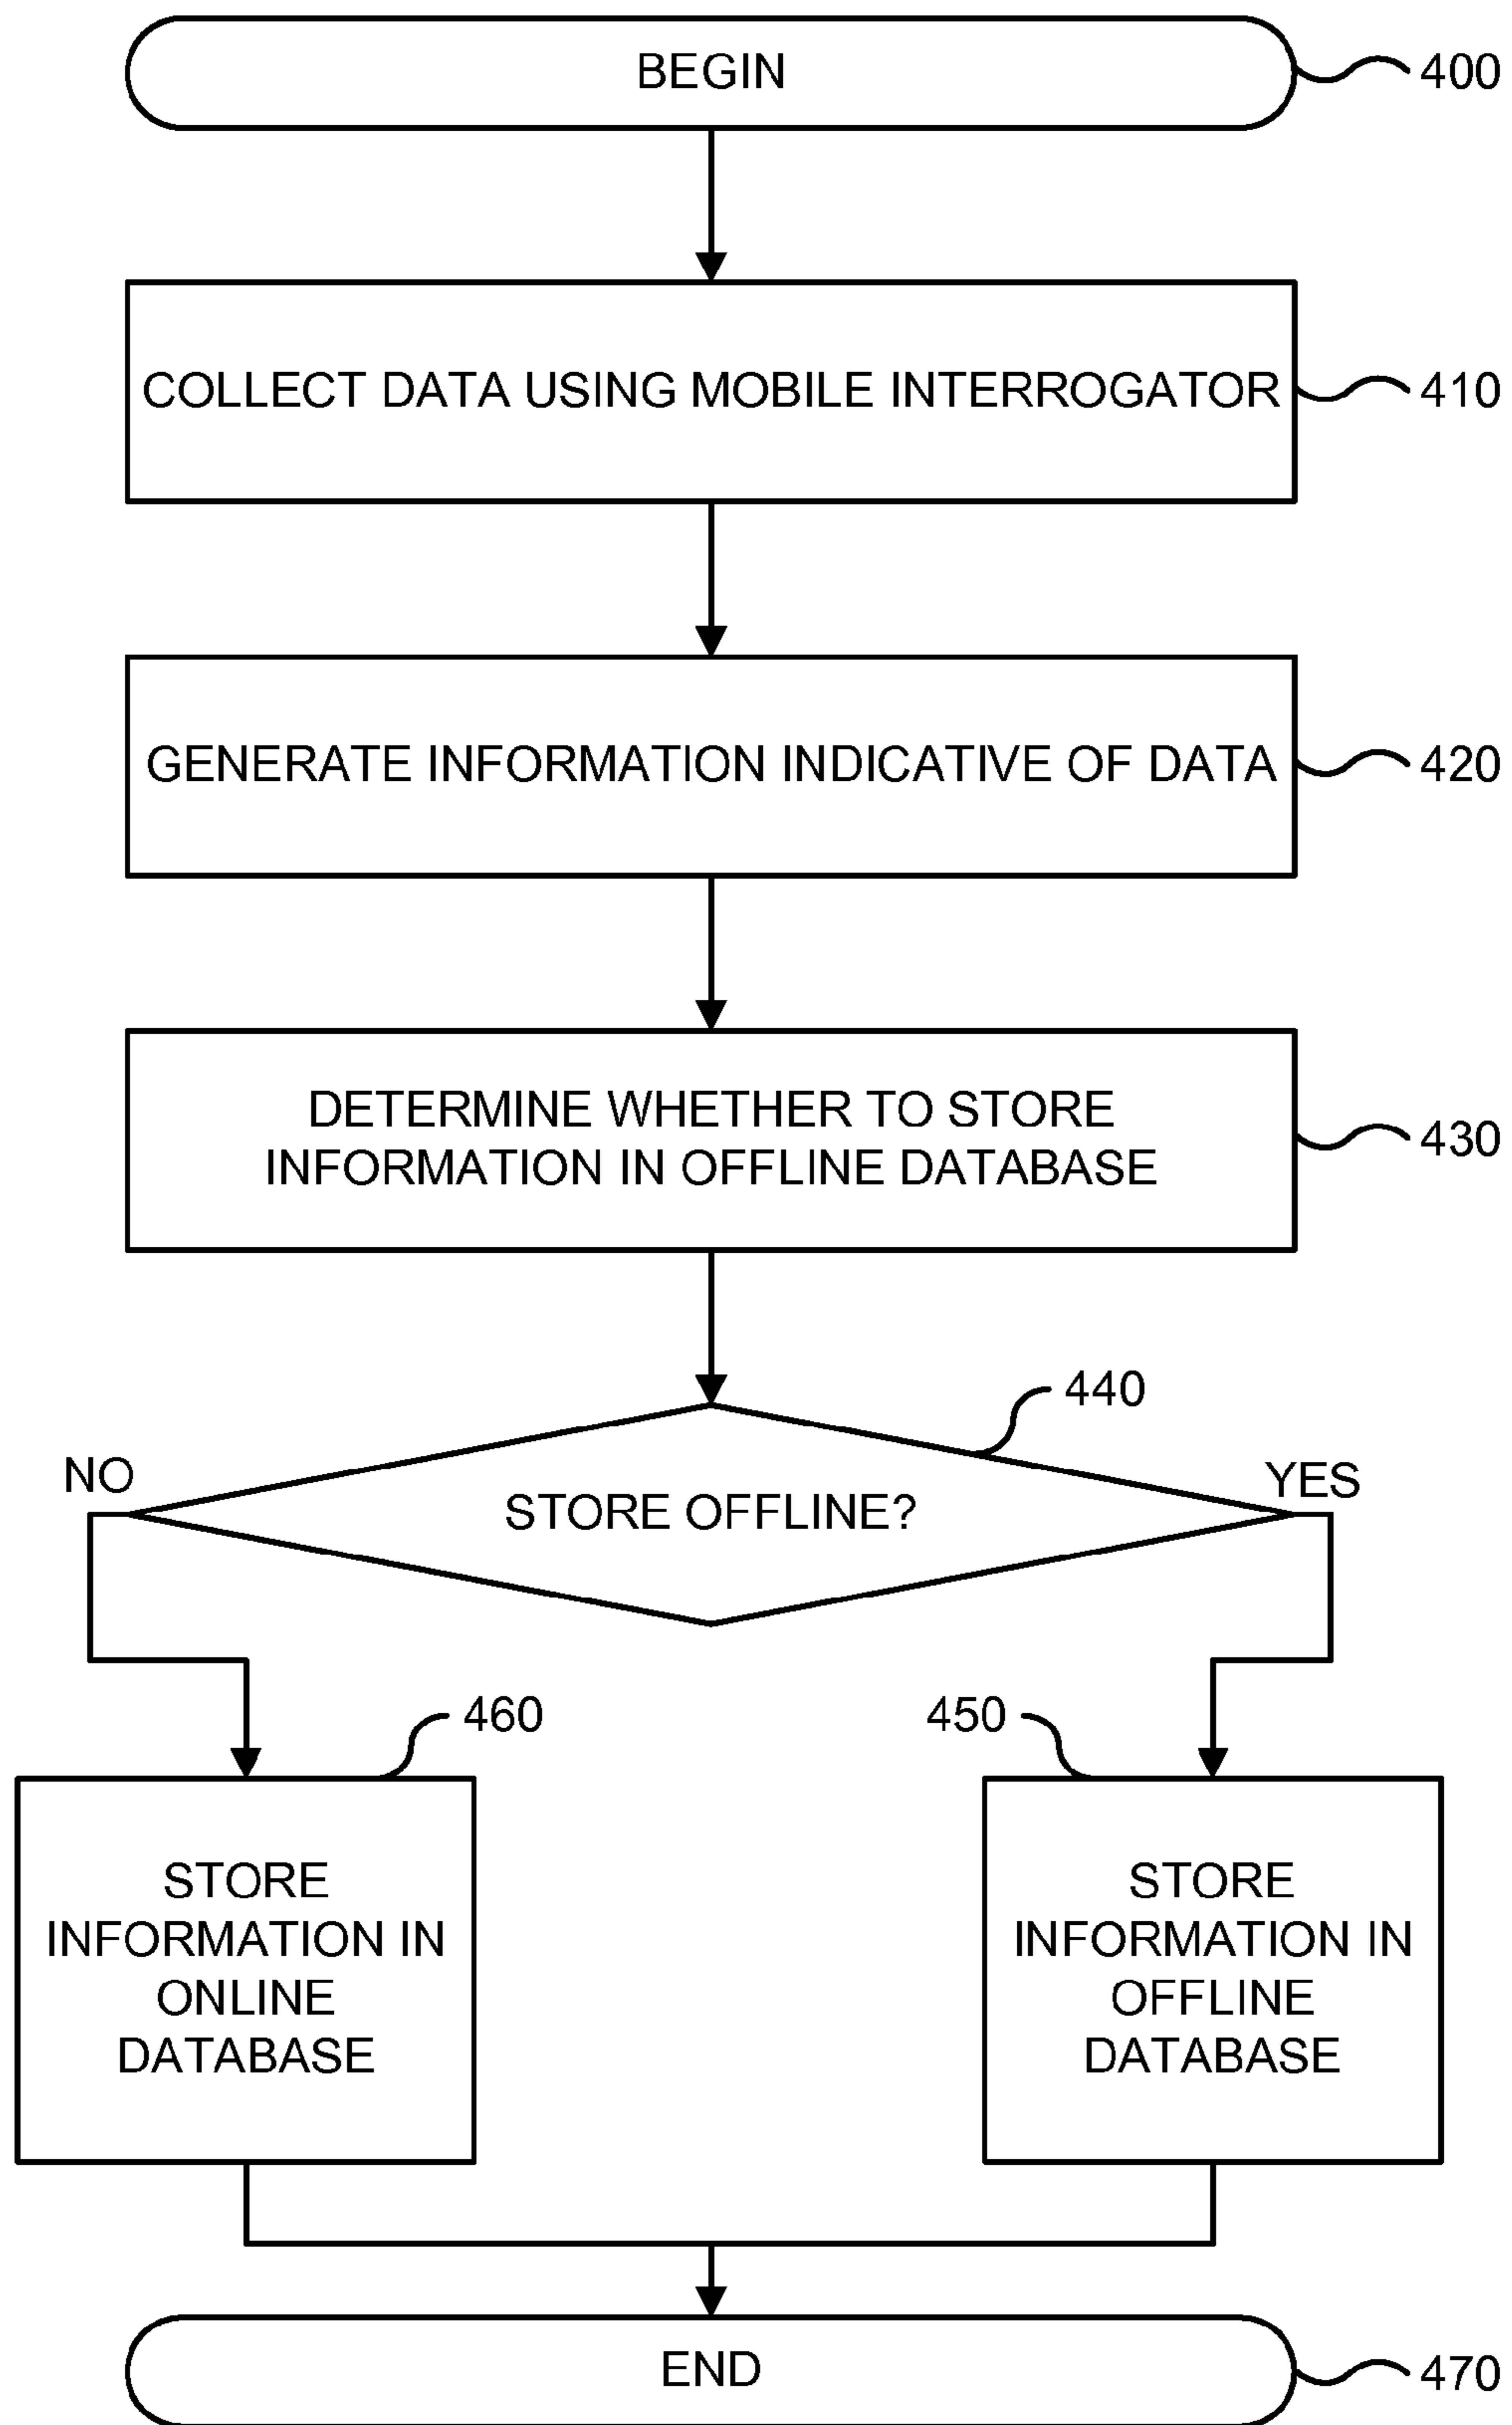 BEGIN
400
COLLECT DATA USING MOBILE INTERROGATOR
410
GENERATE INFORMATION INDICATIVE OF DATA
420
DETERMINE WHETHER TO STORE
INFORMATION IN OFFLINE DATABASE
430
440
NO
YES
STORE OFFLINE?
460
450
STORE
INFORMATION IN
ONLINE
DATABASE
STORE
INFORMATION IN
OFFLINE
DATABASE
END
470